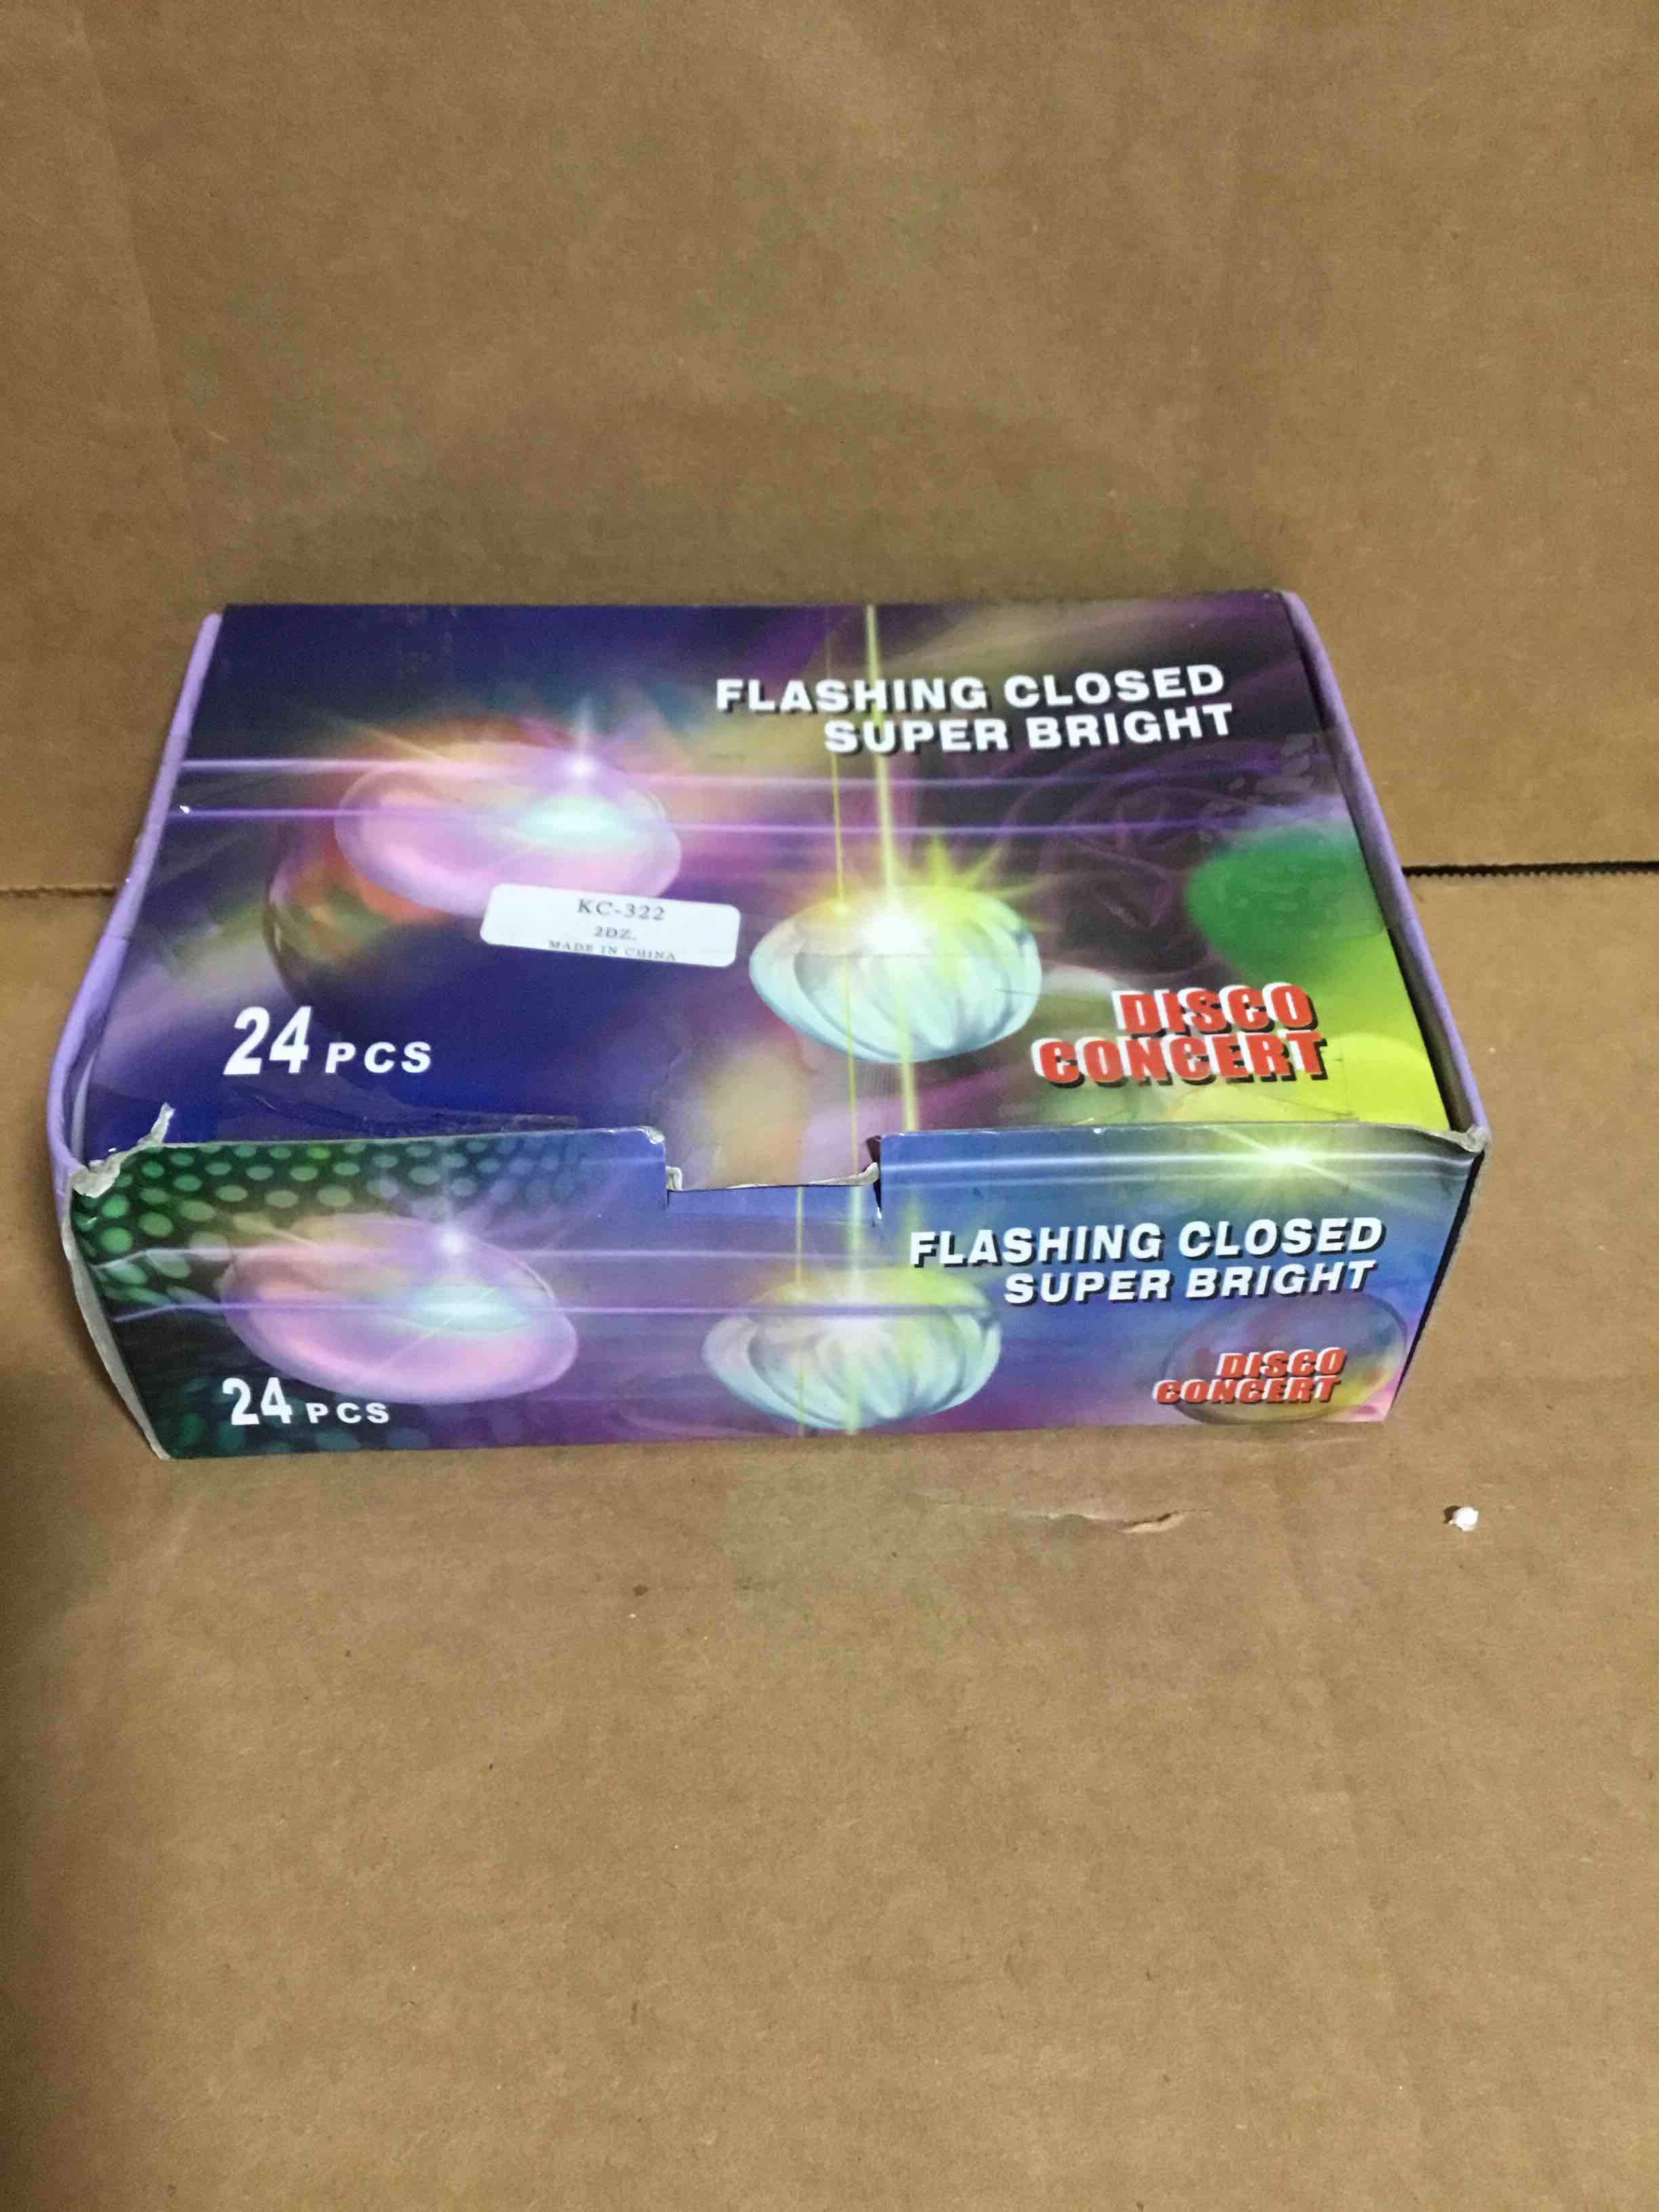 FLASHING CLOSED
SUPER BRIGHT
KC-322
2DZ.
MADE IN CHINA
24 PCS
DISCO
CONCERT
FLASHING CLOSED
SUPER BRIGHT
24 PCS
DISCO
CONCERT